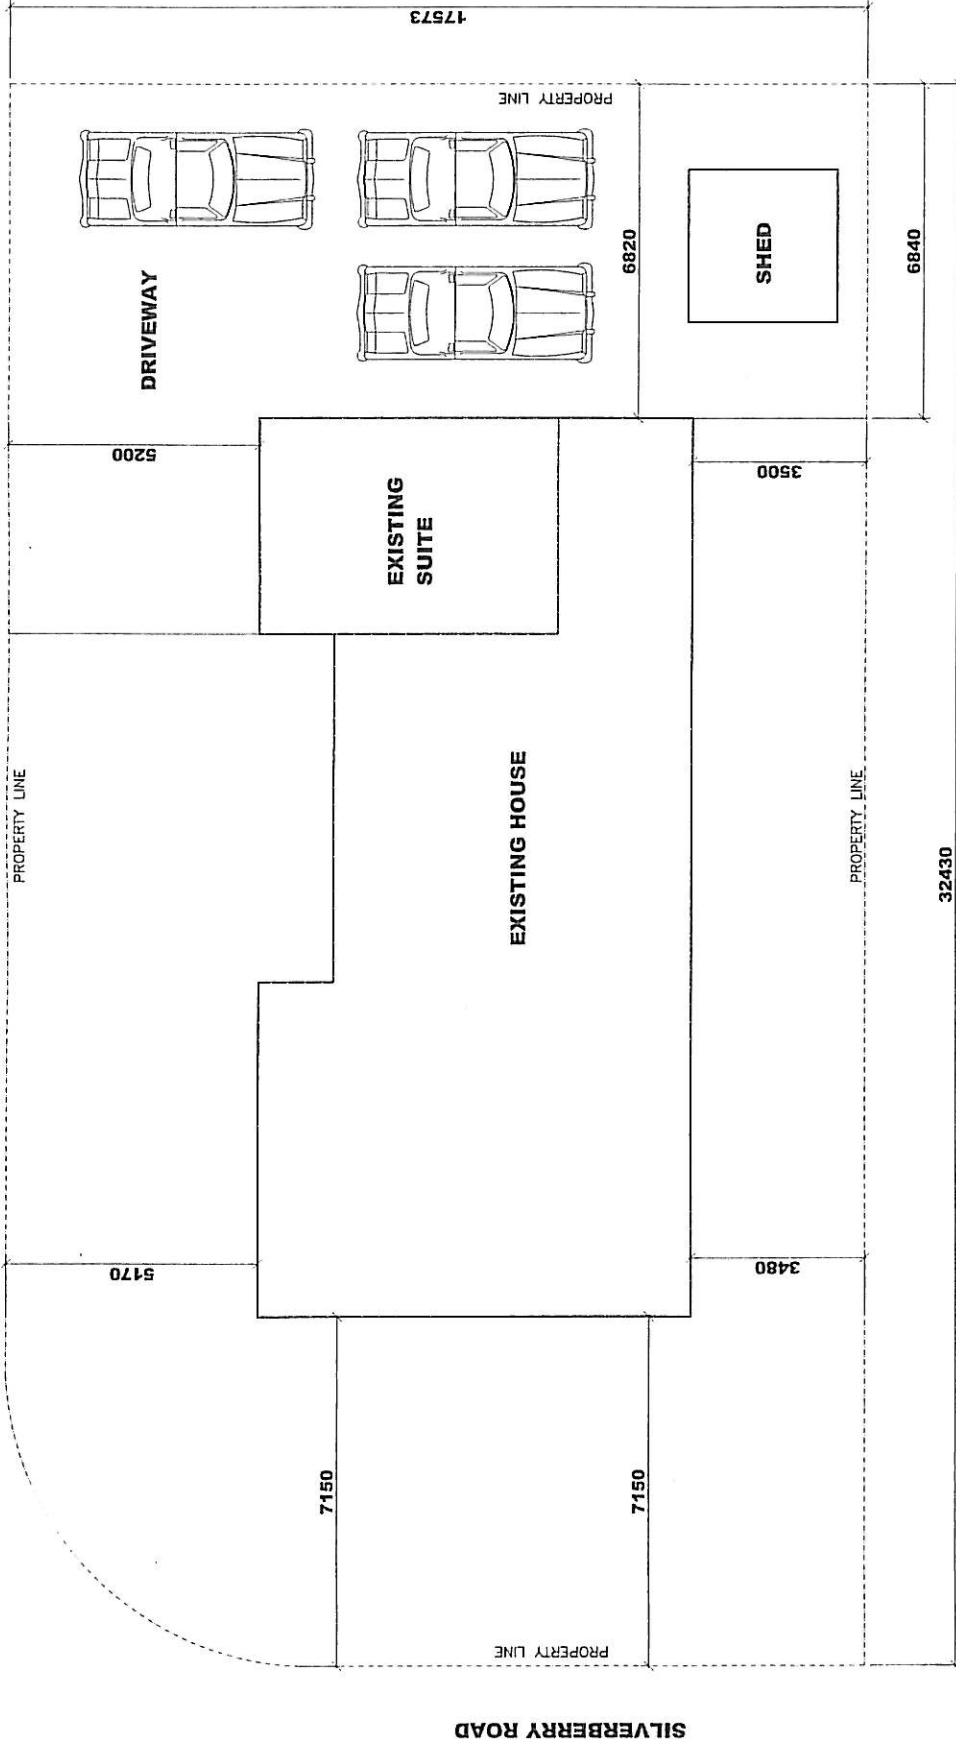 17573
PROPERTY LINE
DRIVEWAY
6820
SHED
6840
5200
EXISTING
SUITE
3500
PROPERTY LINE
EXISTING HOUSE
PROPERTY LINE
32430
5170
3480
7150
7150
PROPERTY LINE
SILVERBERRY ROAD